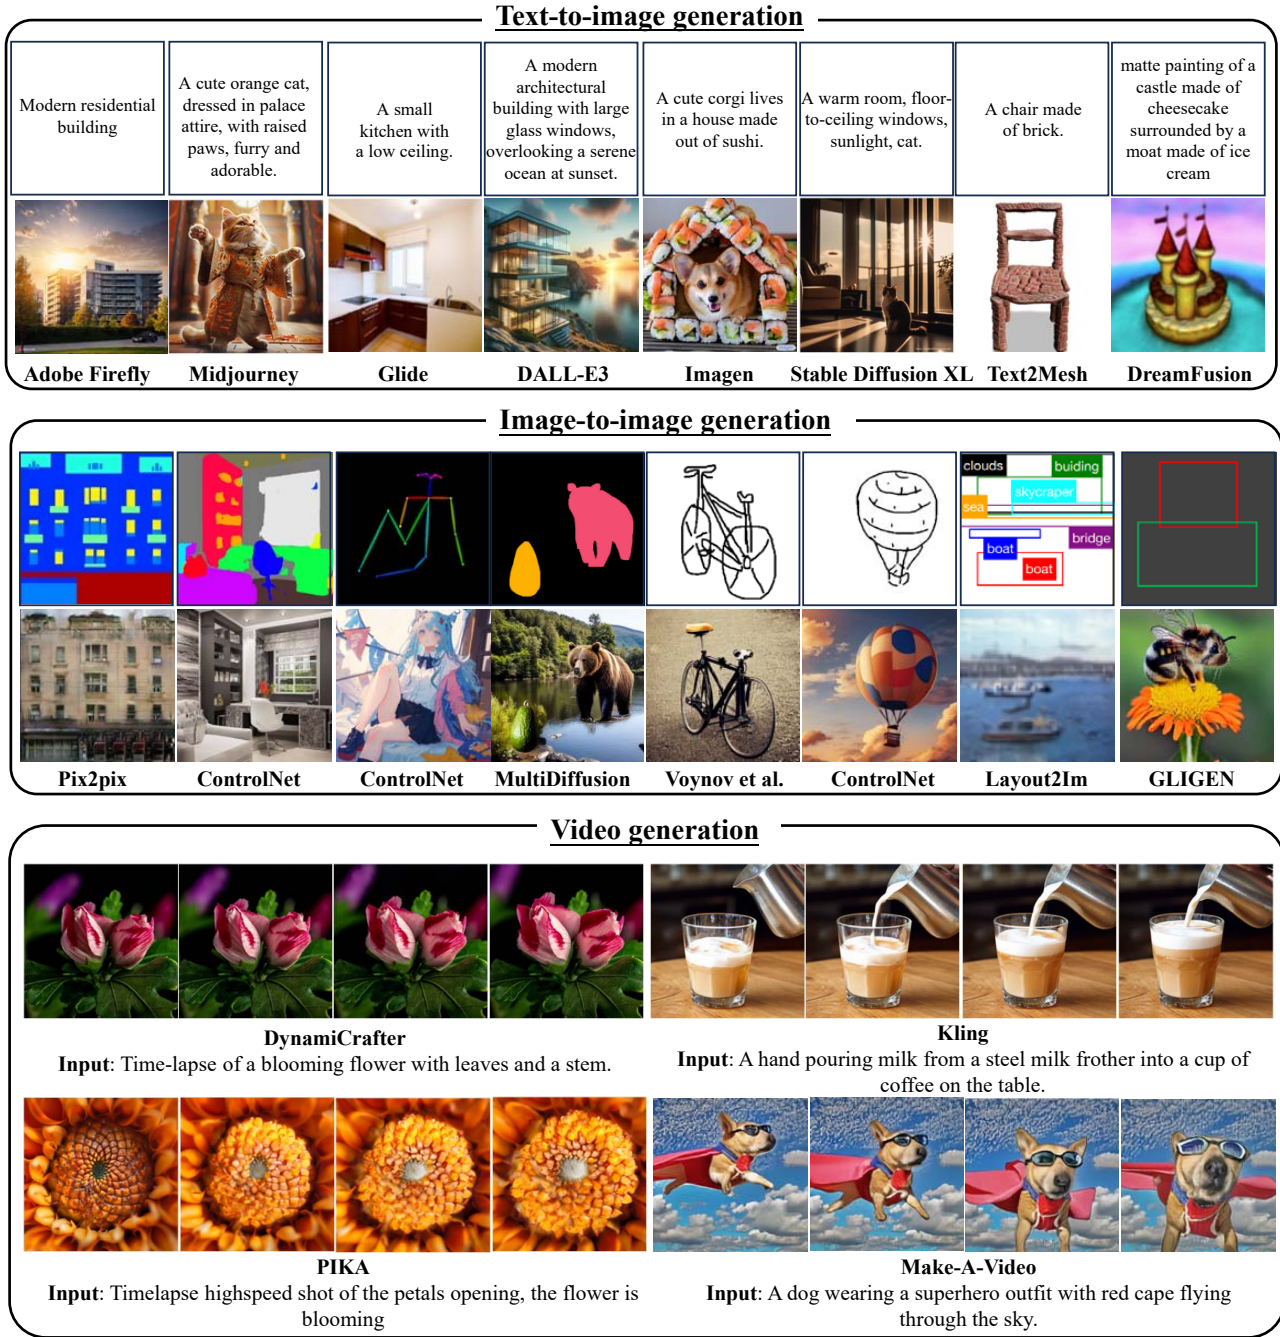 Text-to-image generation
Modern residential
building
A cute orange cat,
dressed in palace
attire, with raised
paws, furry and
adorable.
A small
kitchen with
a low ceiling.
A modern
architectural
building with large
glass windows,
overlooking a serene
ocean at sunset.
A cute corgi lives
in a house made
out of sushi.
A warm room, floor-
to-ceiling windows,
sunlight, cat.
A chair made
of brick.
matte painting of a
castle made of
cheesecake
surrounded by a
moat made of ice
cream
Adobe Firefly
Midjourney
Glide
DALL-E3
Imagen
Stable Diffusion XL
Text2Mesh
DreamFusion
Image-to-image generation
clouds
buiding
skycraper
sea
bridge
boat
boat
Pix2pix
ControlNet
ControlNet
MultiDiffusion
Voynov et al.
ControlNet
Layout2Im
GLIGEN
Video generation
DynamiCrafter
Input: Time-lapse of a blooming flower with leaves and a stem.
Kling
Input: A hand pouring milk from a steel milk frother into a cup of
coffee on the table.
PIKA
Input: Timelapse highspeed shot of the petals opening, the flower is
blooming
Make-A-Video
Input: A dog wearing a superhero outfit with red cape flying
through the sky.